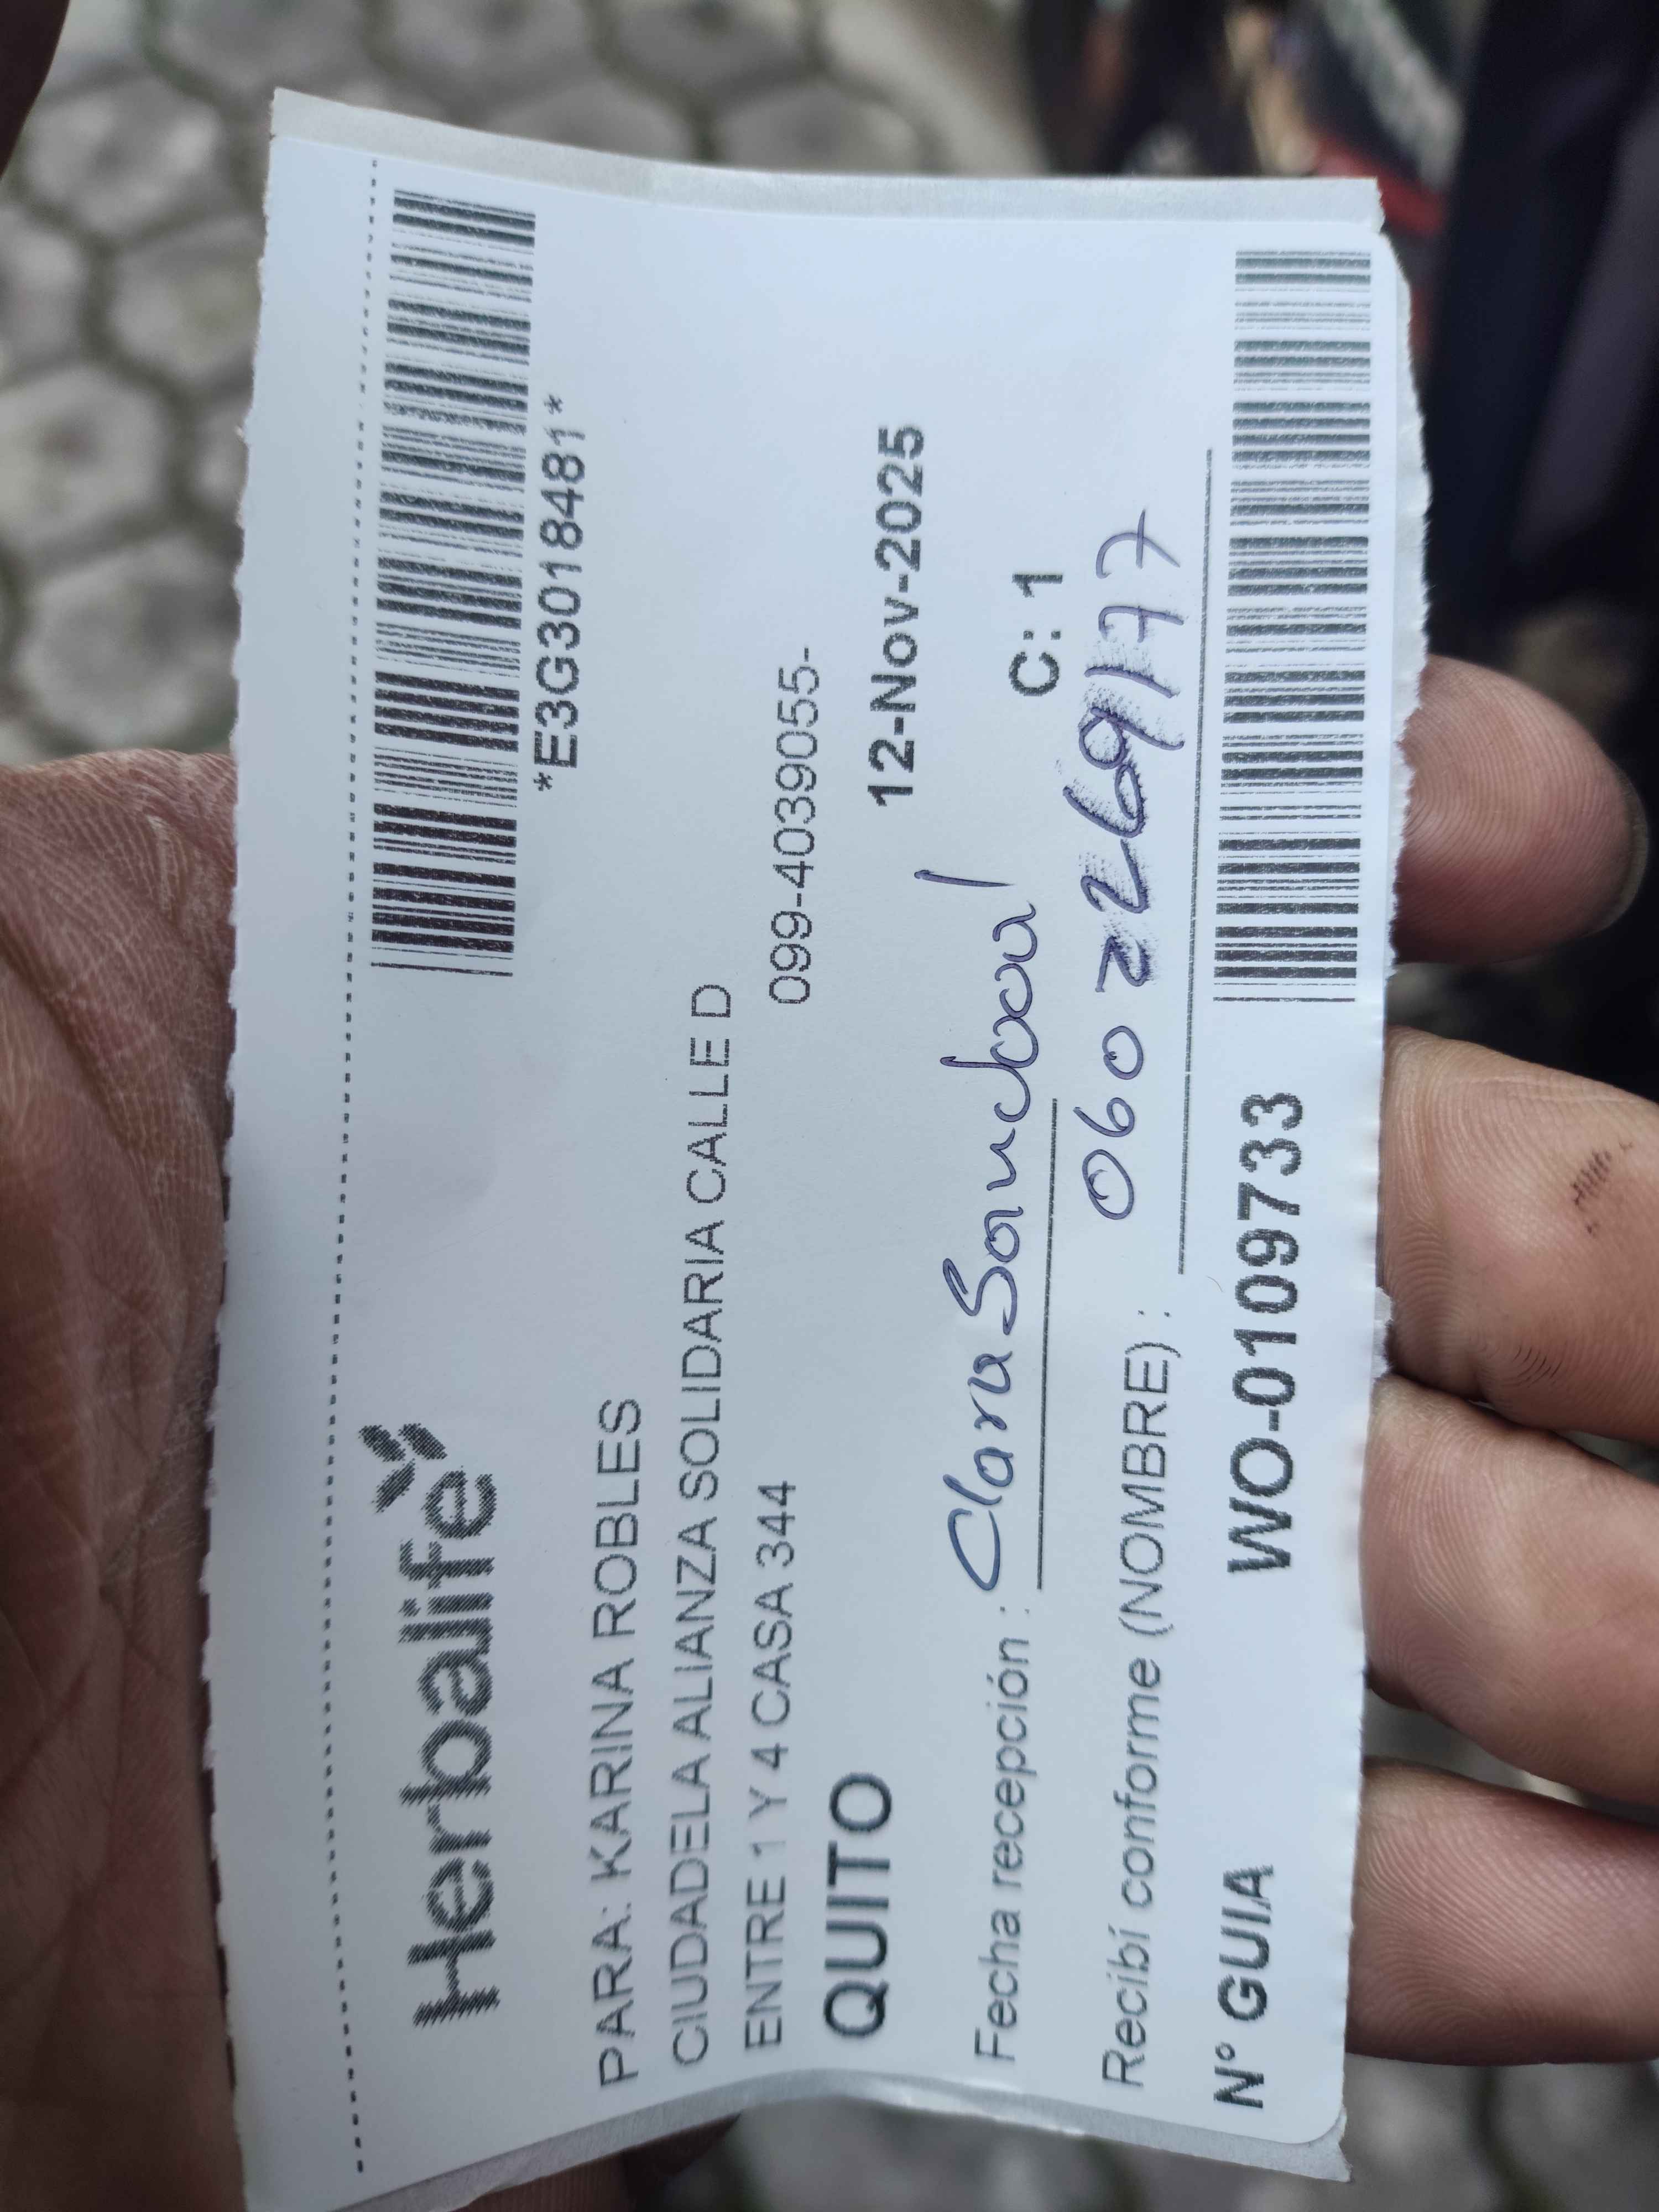 Herbalife
*E3G3018481*
PARA: KARINA ROBLES
CIUDADELA ALIANZA SOLIDARIA CALLE D
ENTRE 1 Y 4 CASA 344
099-4039055-
QUITO
12-Nov-2025
Fecha recepción : Clara Sandoval
C: 1
Recibí conforme (NOMBRE) : 060
N° GUIA WO-0109733